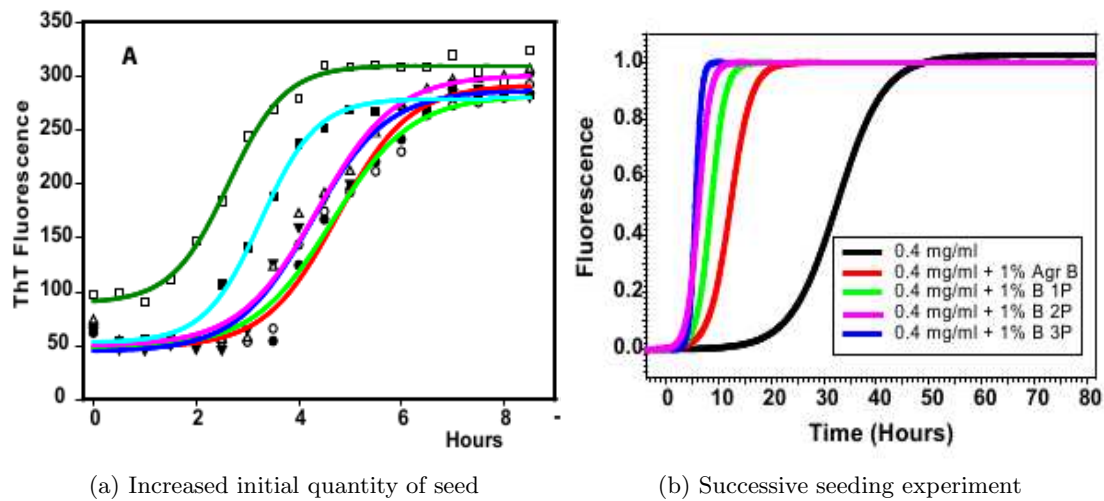 A
ThT Fluorescence
350
300
250
200
150
100
50
0
0
2
4
6
8
-
Hours
(a) Increased initial quantity of seed
Fluorescence
1.0
0.8
0.6
0.4
0.2
0.0
0.4 mg/ml
0.4 mg/ml + 1% Agr B
0.4 mg/ml + 1% B 1P
0.4 mg/ml + 1% B 2P
0.4 mg/ml + 1% B 3P
0
10
20
30
40
50
60
70
80
Time (Hours)
(b) Successive seeding experiment